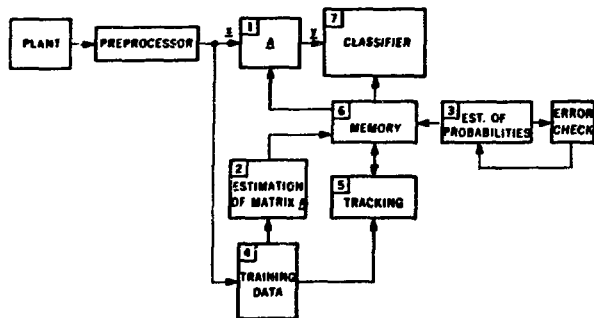 PLANT
PREPROCESSOR
x
1
A
y
7
CLASSIFIER
6
MEMORY
3
EST. OF
PROBABILITIES
ERROR
CHECK
2
ESTIMATION
OF MATRIX A
5
TRACKING
4
TRAINING
DATA